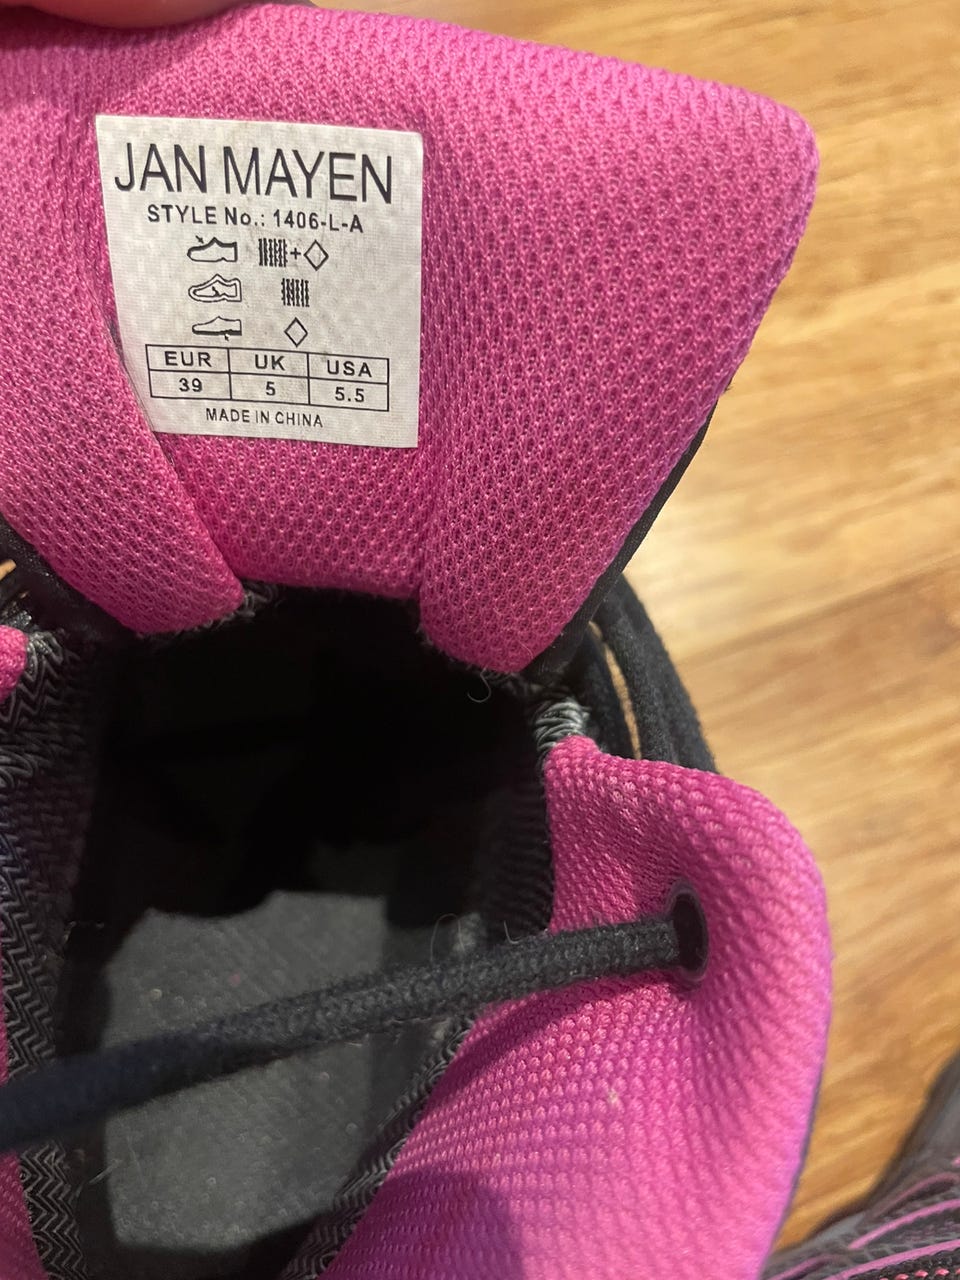 JAN MAYEN
STYLE No.: 1406-L-A
+
EUR UK USA
39 5 5.5
MADE IN CHINA